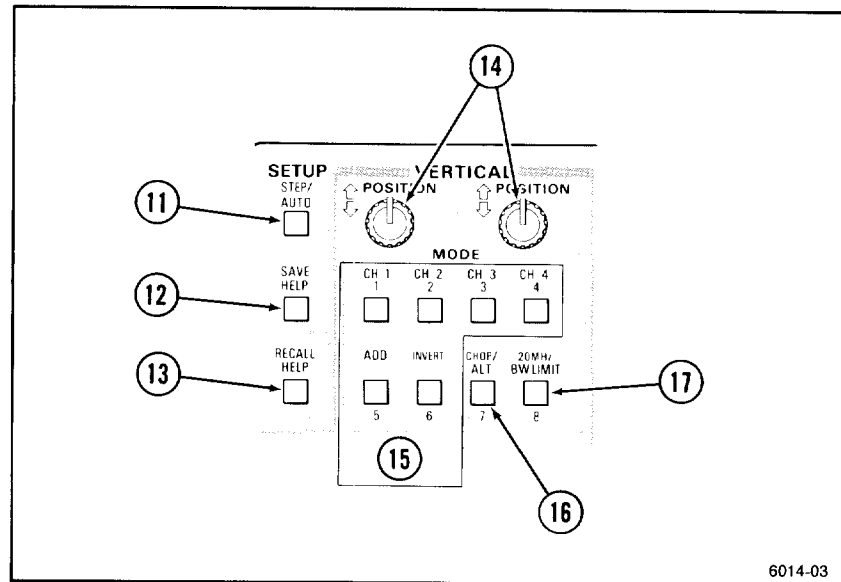 14
SETUP VERTICAL
STEP/
AUTO
POSITION POSITION
11
MODE
SAVE
HELP
CH 1 CH 2 CH 3 CH 4
1 2 3 4
12
RECALL
HELP
ADD INVERT CHOP/
ALT 20MH/
BW LIMIT
13
17
5 6 7 8
15
16
6014-03